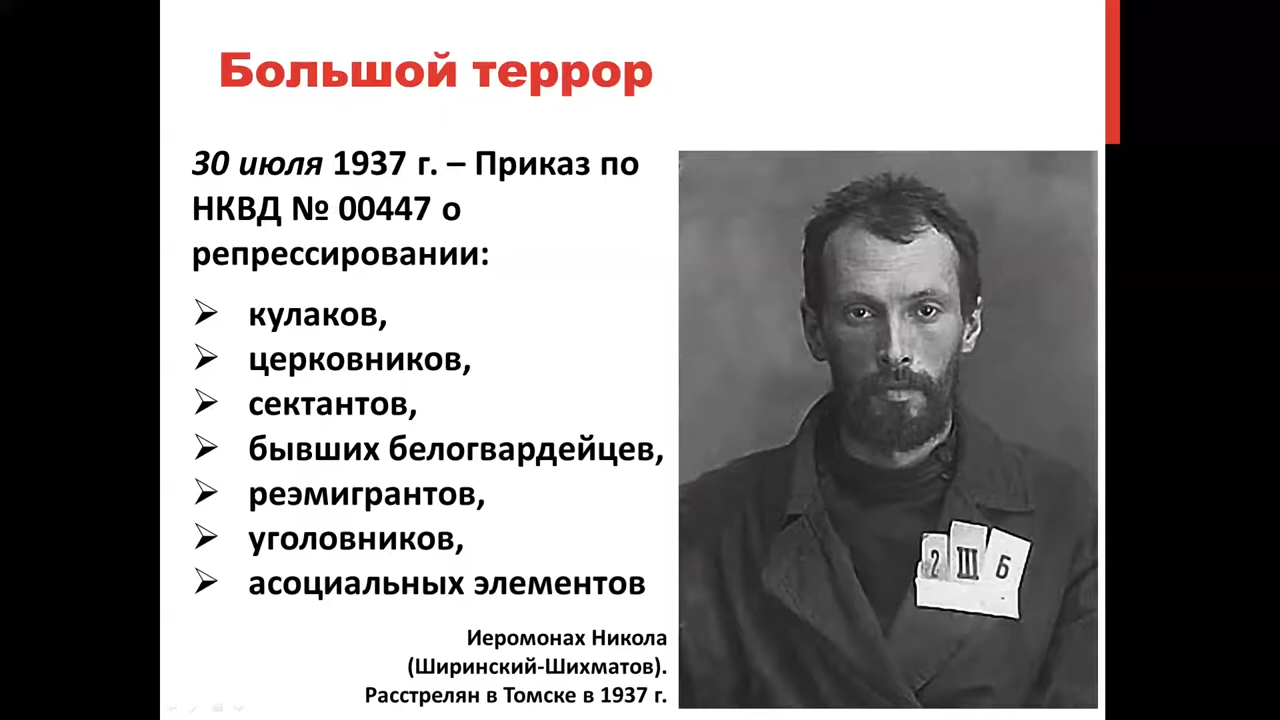 Большой террор
30 июля 1937 г. – Приказ по
НКВД № 00447 о
репрессировании:
кулаков,
церковников,
сектантов,
бывших белогвардейцев,
реэмигрантов,
уголовников,
асоциальных элементов
2 Ш Б
Иеромонах Никола
(Ширинский-Шихматов).
Расстрелян в Томске в 1937 г.